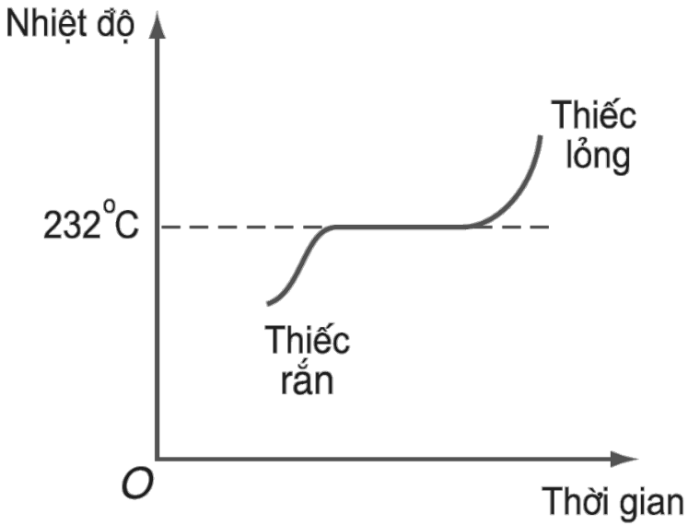 Nhiệt độ
Thiếc
lỏng
232°C
Thiếc
rắn
O
Thời gian